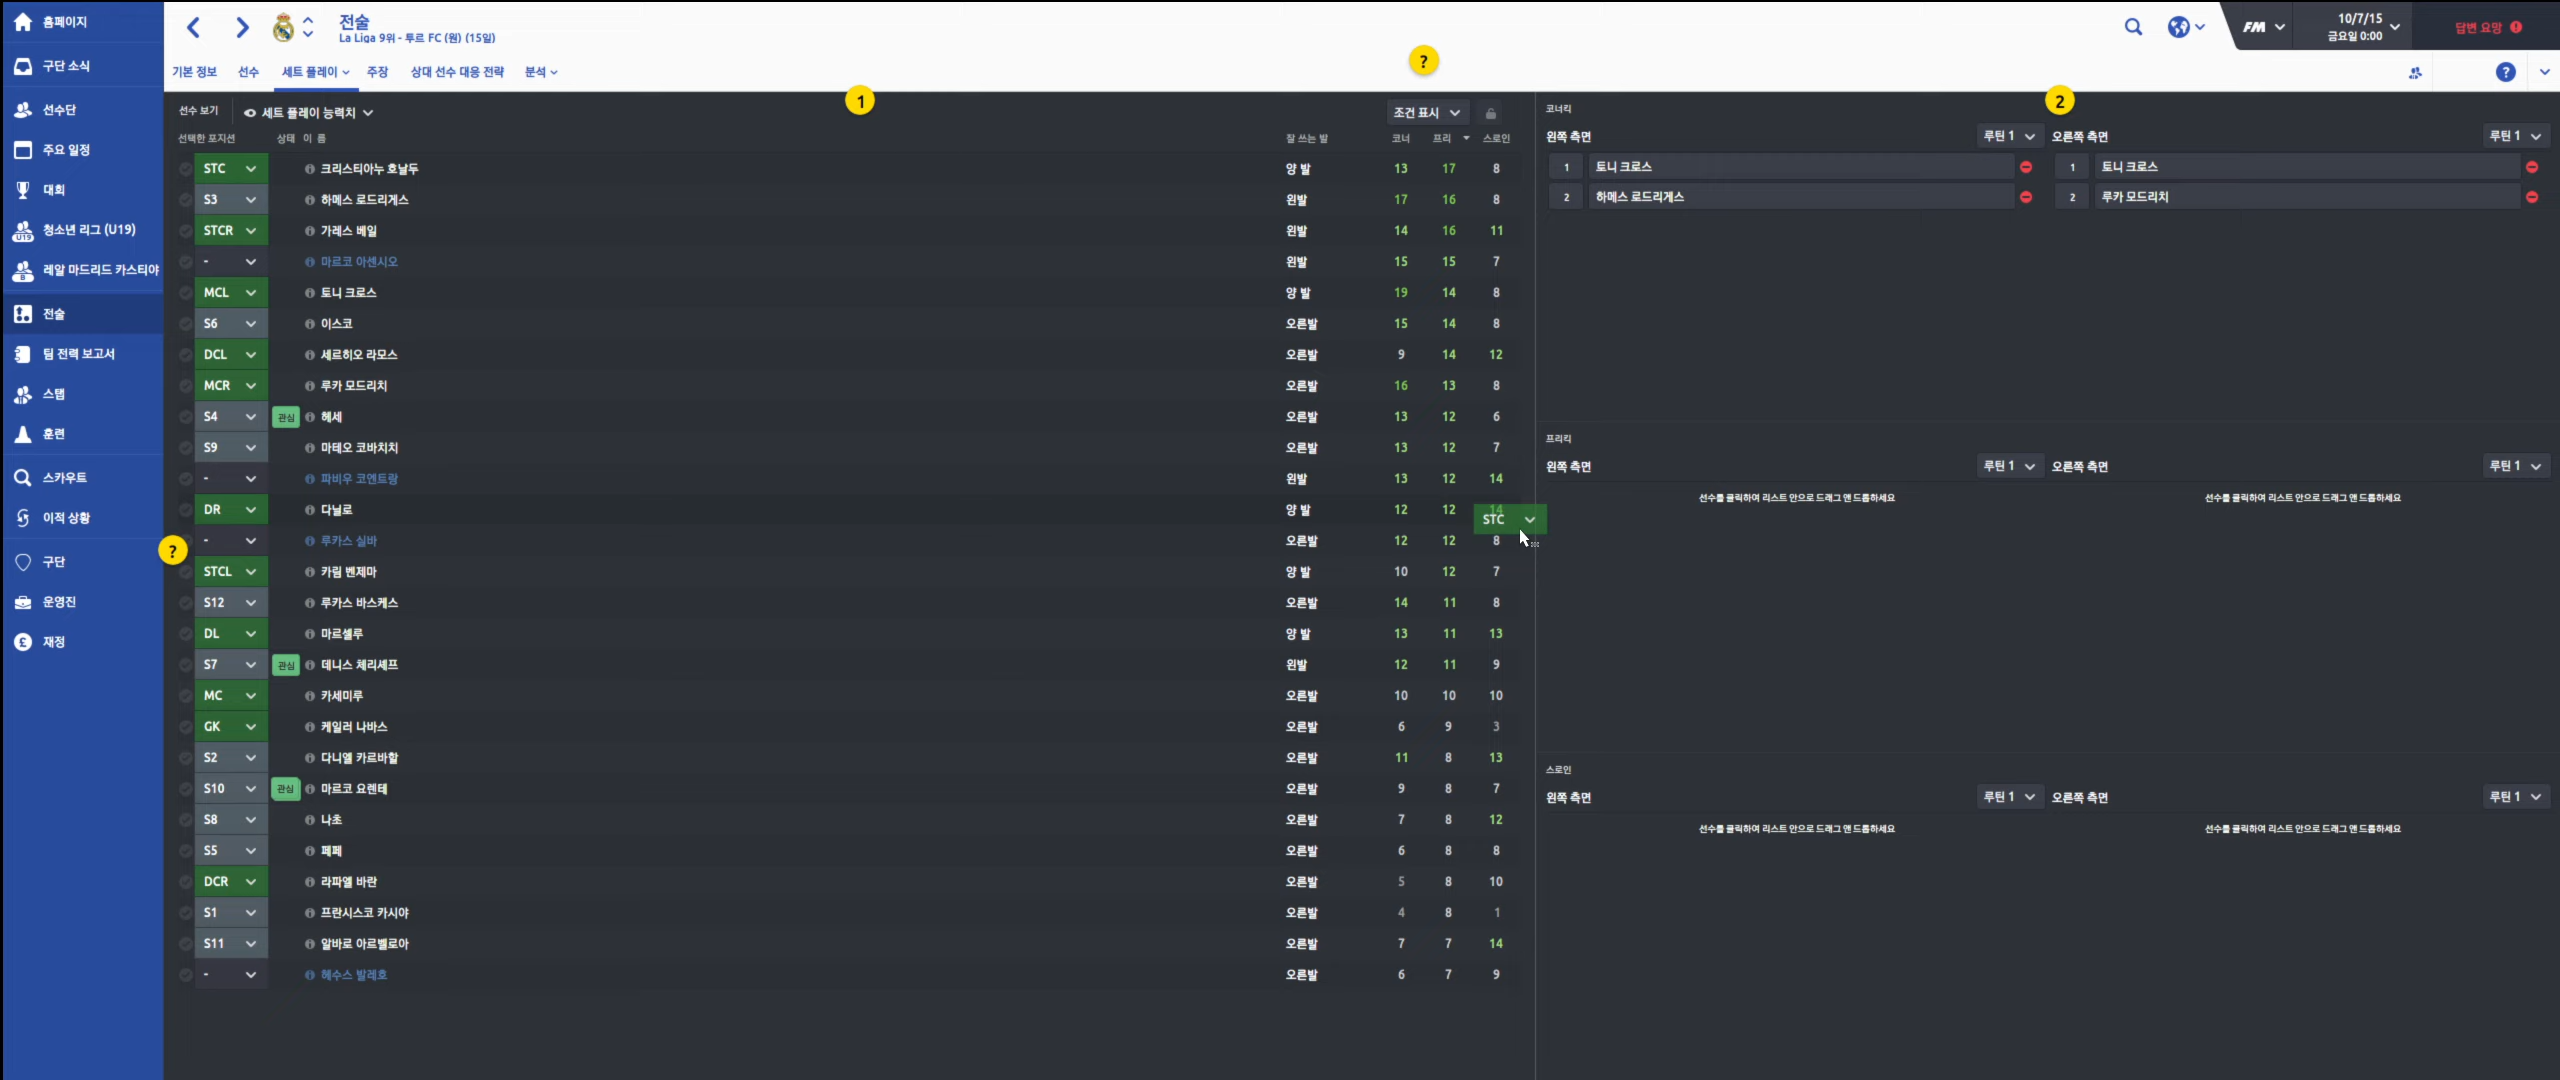 홈페이지
구단 소식
선수단
주요 일정
대회
청소년 리그 (U19)
레알 마드리드 카스티야
전술
팀 전력 보고서
스탭
훈련
스카우트
이적 상황
구단
운영진
재정
전술
La Liga 9위 - 투르 FC (원) (15일)
FM
10/7/15
금요일 0:00
답변 요망
기본 정보 선수 세트 플레이 주장 상대 선수 대응 전략 분석
?
?
1
2
?
선수 보기 세트 플레이 능력치 조건 표시
선택한 포지션 상태 이 름 잘 쓰는 발 코너 프리 스로인
STC 크리스티아누 호날두 양 발 13 17 8
S3 하메스 로드리게스 왼발 17 16 8
STCR 가레스 베일 왼발 14 16 11
- 마르코 아센시오 왼발 15 15 7
MCL 토니 크로스 양 발 19 14 8
S6 이스코 오른발 15 14 8
DCL 세르히오 라모스 오른발 9 14 12
MCR 루카 모드리치 오른발 16 13 8
S4 관심 헤세 오른발 13 12 6
S9 마테오 코바치치 오른발 13 12 7
- 파비우 코엔트랑 왼발 13 12 14
DR 다닐로 양 발 12 12 14
STC
- 루카스 실바 오른발 12 12 8
STCL 카림 벤제마 양 발 10 12 7
S12 루카스 바스케스 오른발 14 11 8
DL 마르셀루 양 발 13 11 13
S7 관심 데니스 체리셰프 왼발 12 11 9
MC 카세미루 오른발 10 10 10
GK 케일러 나바스 오른발 6 9 3
S2 다니엘 카르바할 오른발 11 8 13
S10 관심 마르코 요렌테 오른발 9 8 7
S8 나초 오른발 7 8 12
S5 페페 오른발 6 8 8
DCR 라파엘 바란 오른발 5 8 10
S1 프란시스코 카시야 오른발 4 8 1
S11 알바로 아르벨로아 오른발 7 7 14
- 헤수스 발레호 오른발 6 7 9
코너킥
왼쪽 측면 루틴 1 오른쪽 측면 루틴 1
1 토니 크로스 1 토니 크로스
2 하메스 로드리게스 2 루카 모드리치
프리킥
왼쪽 측면 루틴 1 오른쪽 측면 루틴 1
선수를 클릭하여 리스트 안으로 드래그 앤 드롭하세요 선수를 클릭하여 리스트 안으로 드래그 앤 드롭하세요
스로인
왼쪽 측면 루틴 1 오른쪽 측면 루틴 1
선수를 클릭하여 리스트 안으로 드래그 앤 드롭하세요 선수를 클릭하여 리스트 안으로 드래그 앤 드롭하세요